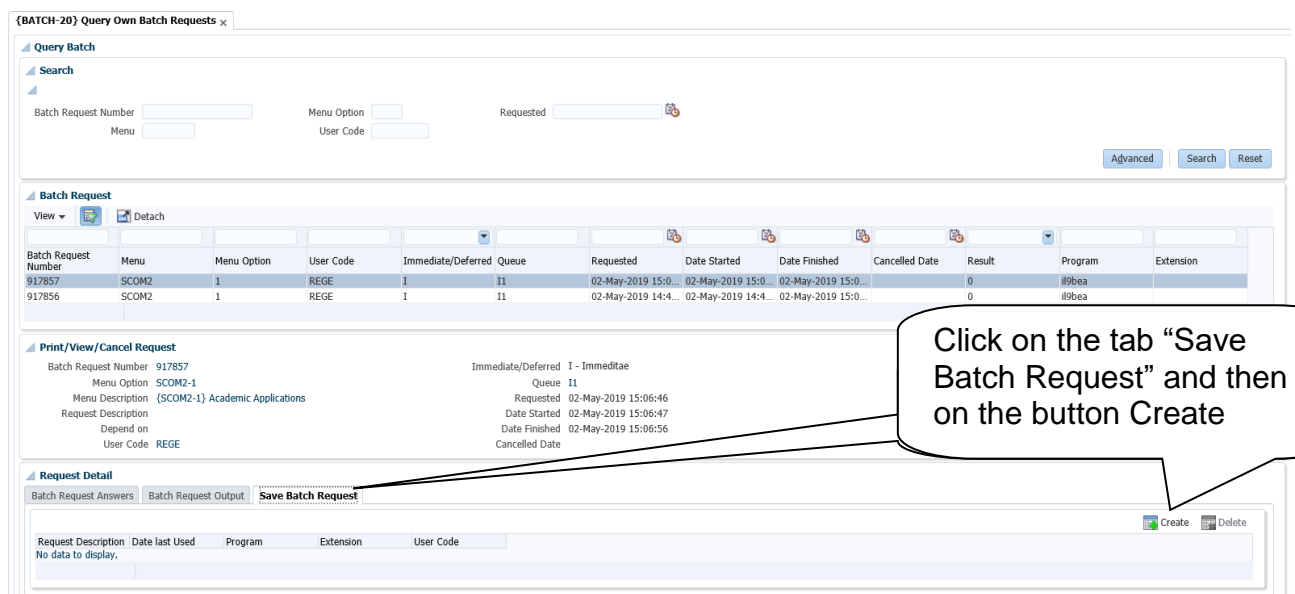 {BATCH-20} Query Own Batch Requests x
Query Batch
Search
Batch Request Number Menu Option Requested
Menu User Code
Advanced Search Reset
Batch Request
View Detach
Batch Request Number Menu Menu Option User Code Immediate/Deferred Queue Requested Date Started Date Finished Cancelled Date Result Program Extension
917857 SCOM2 1 REGE I I1 02-May-2019 15:0... 02-May-2019 15:0... 02-May-2019 15:0... 0 il9bea
917856 SCOM2 1 REGE I I1 02-May-2019 14:4... 02-May-2019 14:4... 02-May-2019 15:0... 0 il9bea
Click on the tab “Save
Batch Request” and then
on the button Create
Print/View/Cancel Request
Batch Request Number 917857 Immediate/Deferred I - Immeditae
Menu Option SCOM2-1 Queue I1
Menu Description {SCOM2-1} Academic Applications Requested 02-May-2019 15:06:46
Request Description Date Started 02-May-2019 15:06:47
Depend on Date Finished 02-May-2019 15:06:56
User Code REGE Cancelled Date
Request Detail
Batch Request Answers Batch Request Output Save Batch Request
Create Delete
Request Description Date last Used Program Extension User Code
No data to display.